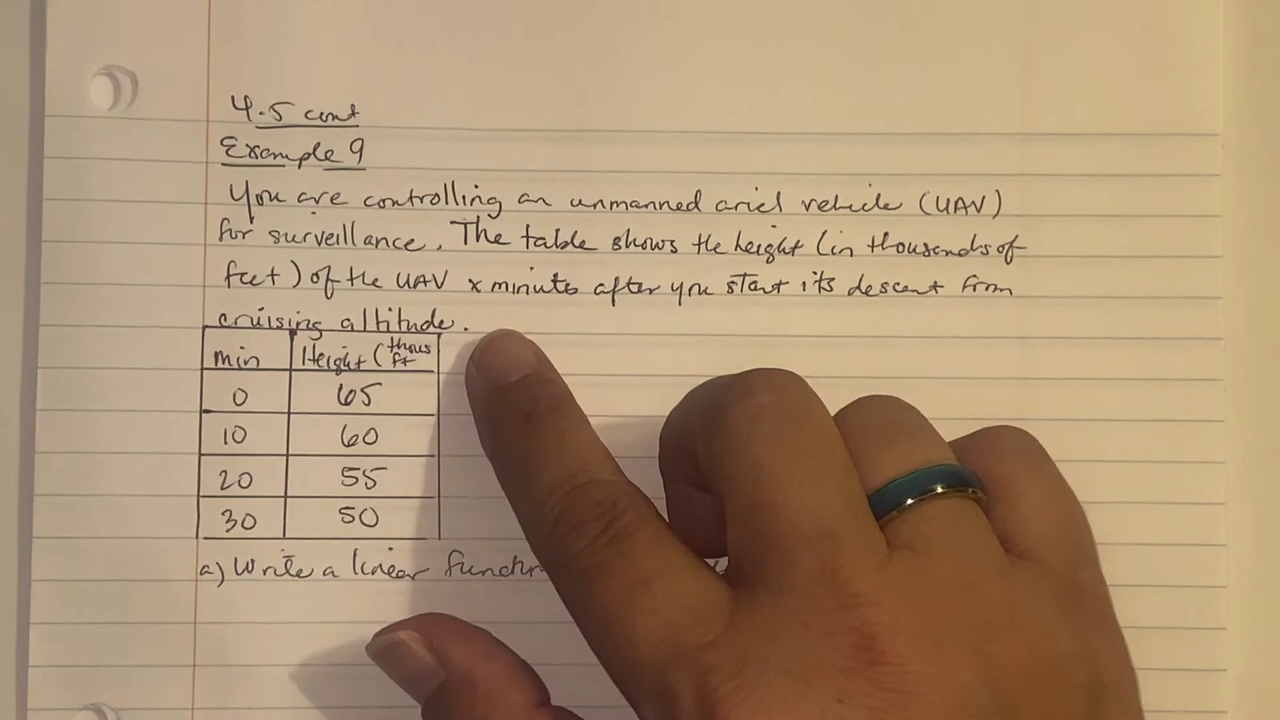 4.5 cont
Example 9
You are controlling an unmanned ariel vehicle (UAV)
for surveillance. The table shows the height (in thousands of
feet) of the UAV x minutes after you start its descent from
cruising altitude.
min Height (thous ft
0 65
10 60
20 55
30 50
a) Write a linear